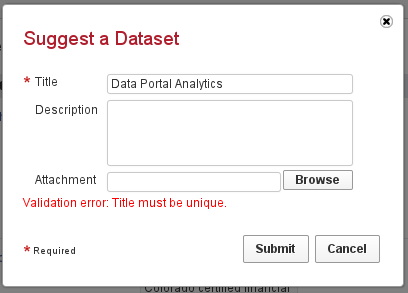 Suggest a Dataset
* Title Data Portal Analytics
Description
Attachment Browse
Validation error: Title must be unique.
* Required Submit Cancel
Colorado certified financial